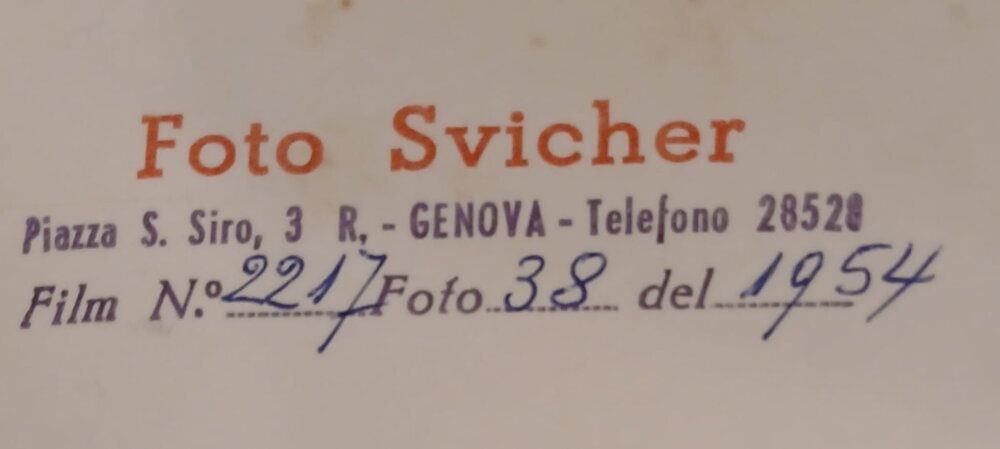 Foto Svicher
Piazza S. Siro, 3 R. - GENOVA - Telefono 28528
Film N.º 2217 Foto 38 del 1954